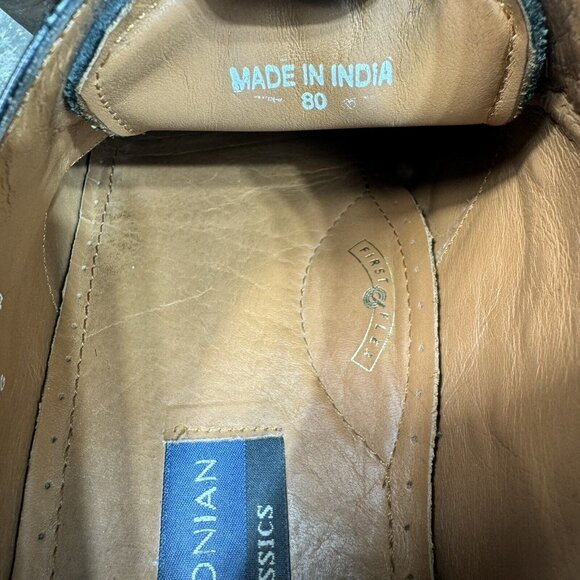 MADE IN INDIA
80
FIRST FLEX
ONIAN
SSICS